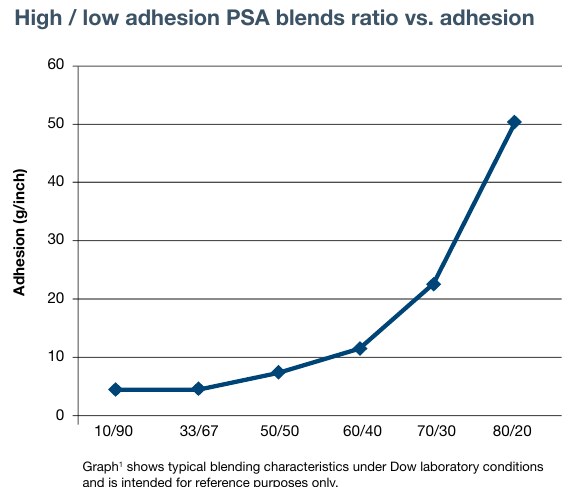 High / low adhesion PSA blends ratio vs. adhesion
60
50
40
30
20
10
0
Adhesion (g/inch)
10/90 33/67 50/50 60/40 70/30 80/20
Graph¹ shows typical blending characteristics under Dow laboratory conditions
and is intended for reference purposes only.